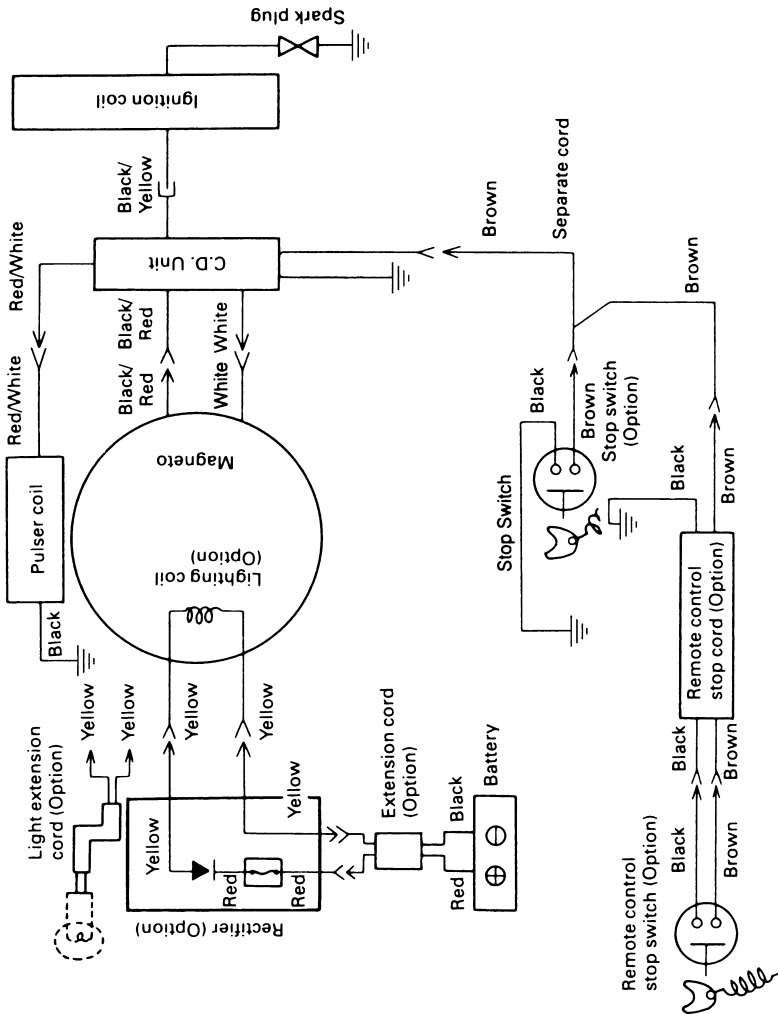 Spark plug
Ignition coil
Black/
Yellow
C.D. Unit
Red/White
Red/White
Black/
Red
Black/
Red
White
White
Brown
Separate cord
Brown
Pulser coil
Black
Magneto
Lighting coil
(Option)
Black
Brown
Stop switch
(Option)
Stop Switch
Black
Brown
Yellow
Yellow
Yellow
Yellow
Light extension
cord (Option)
Yellow
Yellow
Red
Red
Rectifier (Option)
Extension cord
(Option)
Black
Red
Battery
⊕
⊖
Remote control
stop cord (Option)
Black
Brown
Black
Brown
Remote control
stop switch (Option)